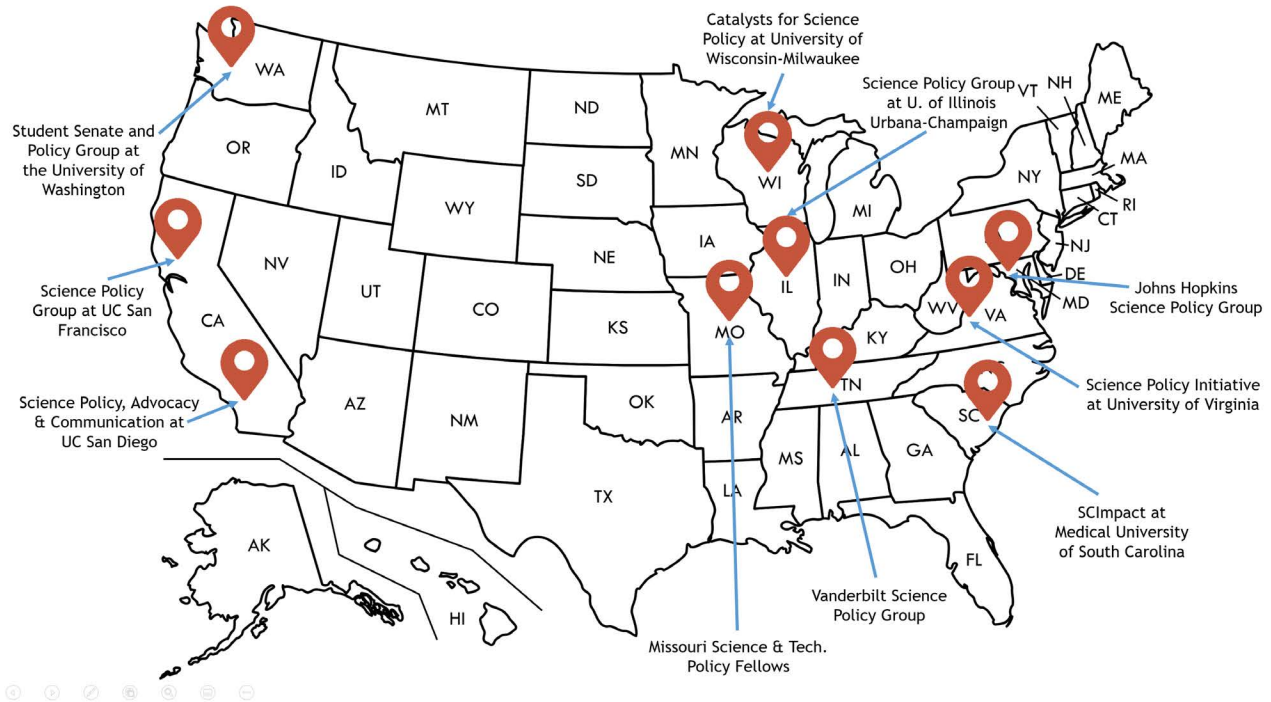 Catalysts for Science
Policy at University of
Wisconsin-Milwaukee
Science Policy Group
at U. of Illinois
Urbana-Champaign
Student Senate and
Policy Group at
the University of
Washington
Science Policy
Group at UC San
Francisco
Science Policy, Advocacy
& Communication at
UC San Diego
Johns Hopkins
Science Policy Group
Science Policy Initiative
at University of Virginia
SCImpact at
Medical University
of South Carolina
Vanderbilt Science
Policy Group
Missouri Science & Tech.
Policy Fellows
WA
MT
ND
MN
VT
NH
ME
OR
ID
SD
WI
MI
NY
MA
RI
CT
WY
IA
NE
NV
UT
CO
CA
KS
MO
IL
IN
OH
NJ
DE
MD
WV
VA
KY
TN
AZ
NM
OK
AR
SC
MS
AL
GA
TX
LA
FL
AK
HI